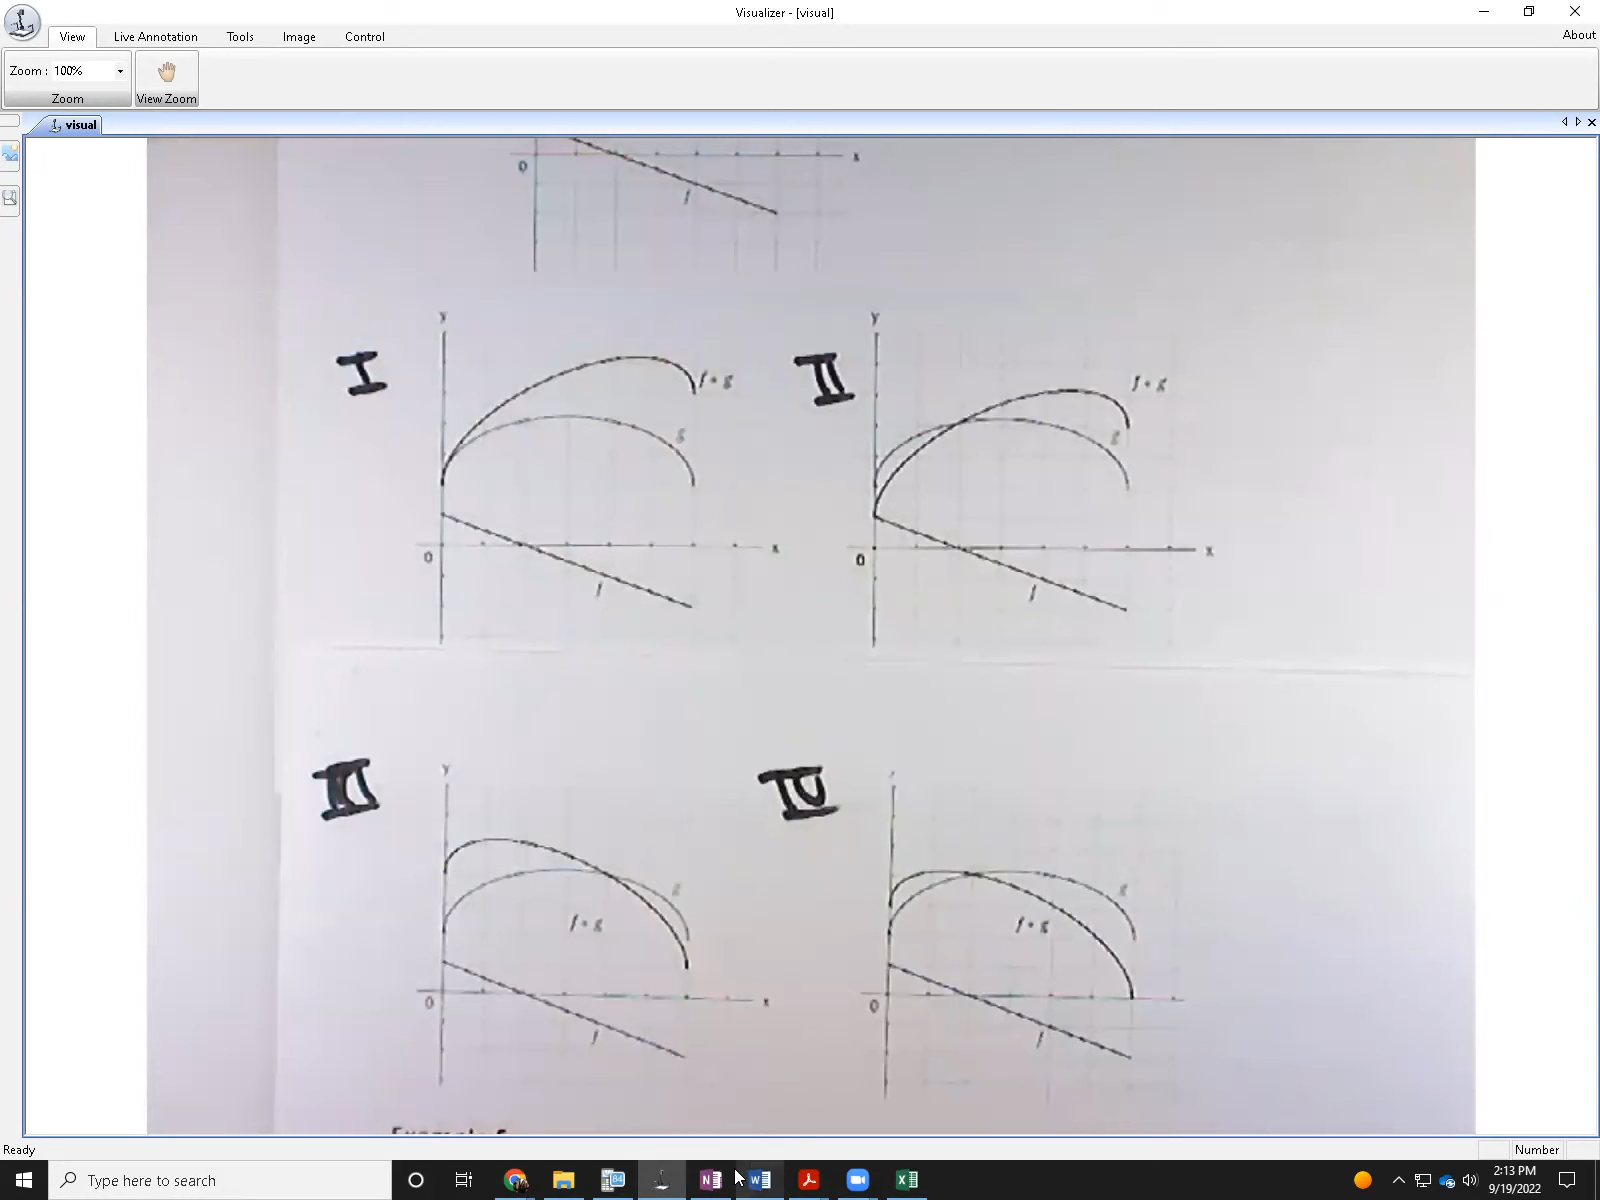 Visualizer - [visual]
View Live Annotation Tools Image Control About
Zoom : 100%
Zoom View Zoom
visual
0 x
f
I y f+g g 0 x f
II y f+g g 0 x f
III y g f+g 0 x f
IV g f+g 0 f
Ready Number
Type here to search
2:13 PM
9/19/2022